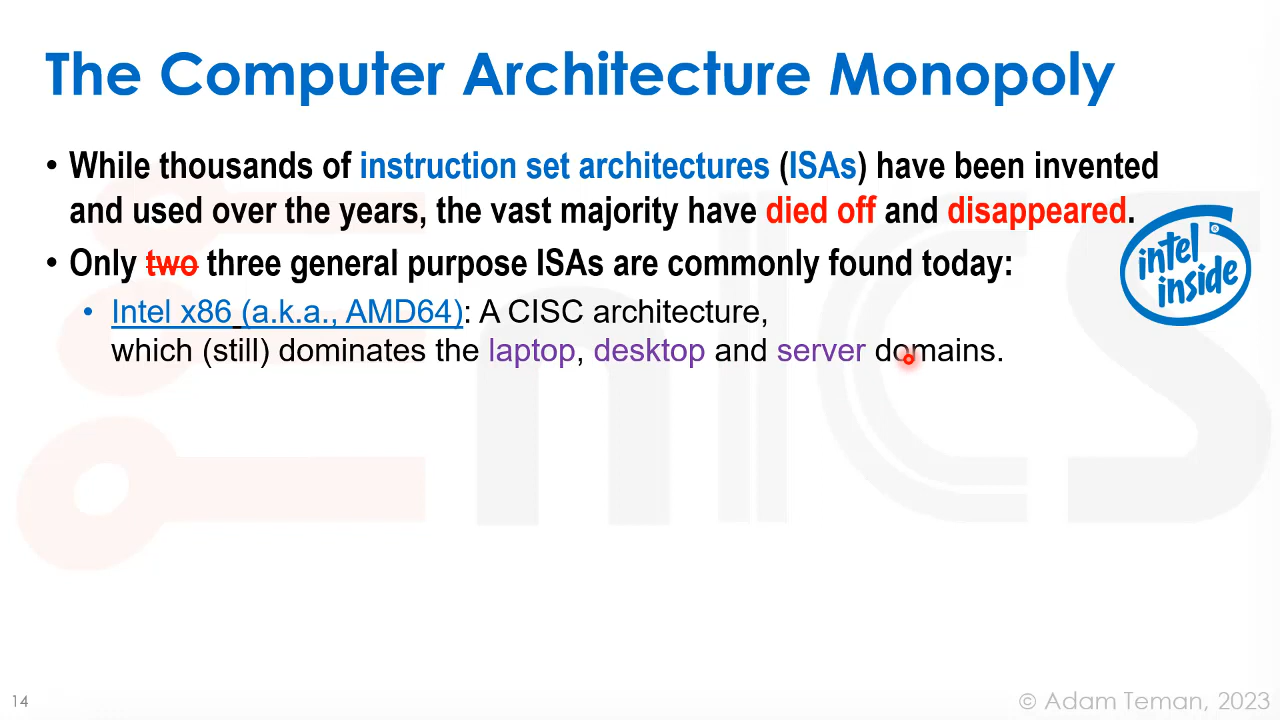 The Computer Architecture Monopoly
• While thousands of instruction set architectures (ISAs) have been invented
and used over the years, the vast majority have died off and disappeared.
• Only two three general purpose ISAs are commonly found today:
• Intel x86 (a.k.a., AMD64): A CISC architecture,
which (still) dominates the laptop, desktop and server domains.
intel
inside
®
nICS
14
© Adam Teman, 2023